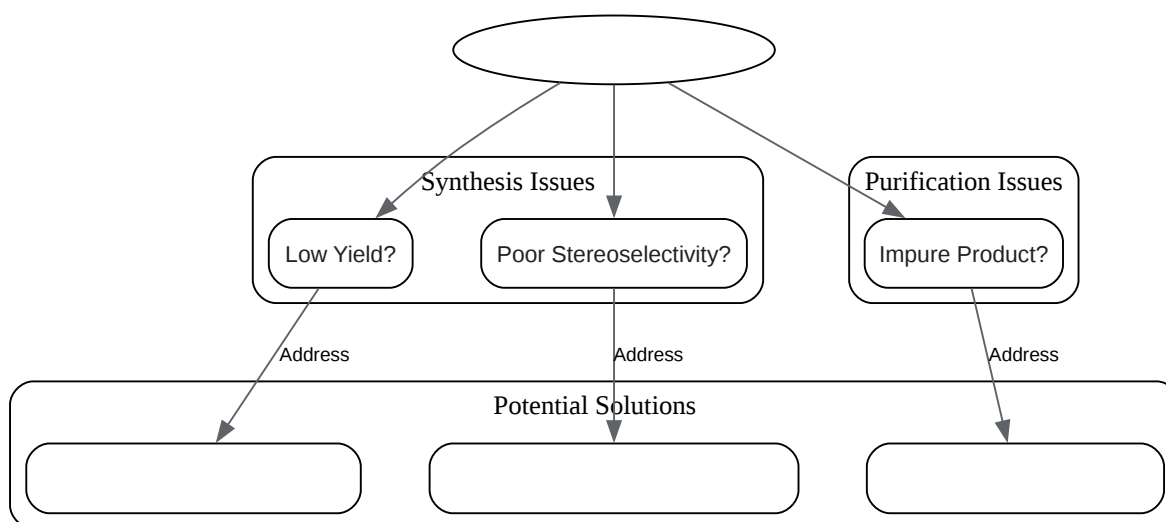 Synthesis Issues
Purification Issues
Low Yield?
Poor Stereoselectivity?
Impure Product?
Address
Address
Address
Potential Solutions